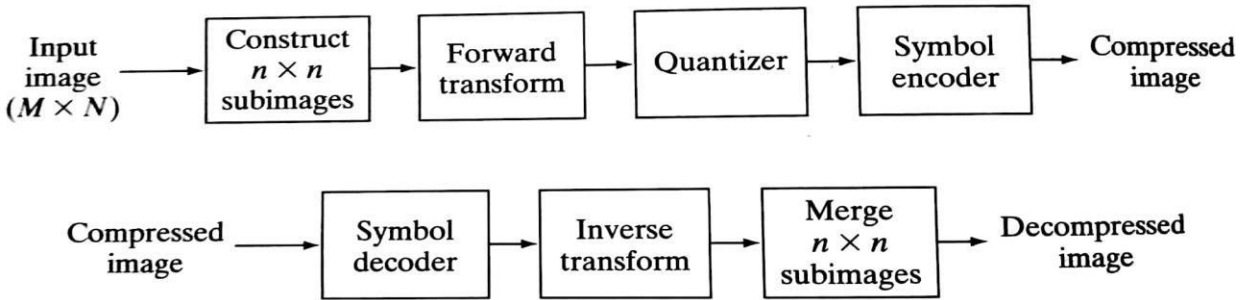 Input
image
(M × N)
Construct
n × n
subimages
Forward
transform
Quantizer
Symbol
encoder
Compressed
image
Compressed
image
Symbol
decoder
Inverse
transform
Merge
n × n
subimages
Decompressed
image